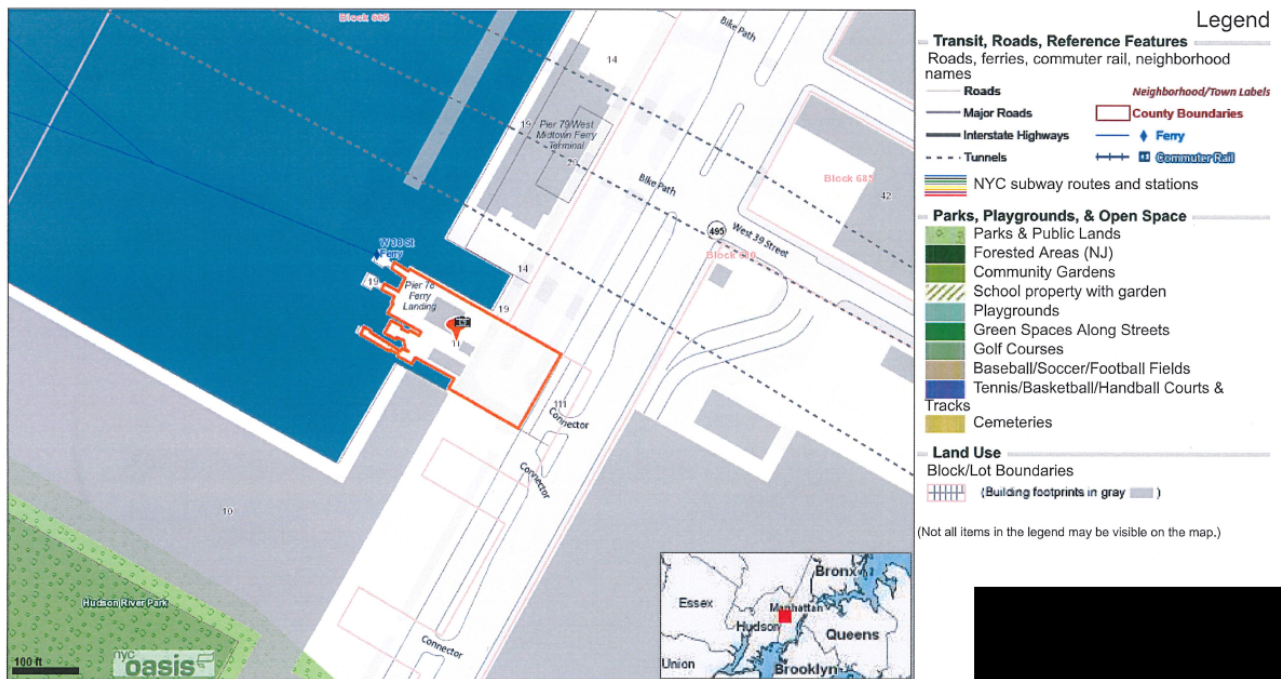 Block 665
Bike Path
14
19
Pier 79/West
Midtown Ferry
Terminal
20
Bike Path
Block 685
42
495
West 39 Street
W 38 St
Ferry
14
19
19
Ferry
Landing
11
111
Connector
Connector
10
Hudson River Park
Connector
100 ft
nyc
oasis
Essex
Bronx
Manhattan
Hudson
Queens
Union
Brooklyn
Legend
Transit, Roads, Reference Features
Roads, ferries, commuter rail, neighborhood
names
Roads
Neighborhood/Town Labels
Major Roads
County Boundaries
Interstate Highways
Ferry
Tunnels
Commuter Rail
NYC subway routes and stations
Parks, Playgrounds, & Open Space
Parks & Public Lands
Forested Areas (NJ)
Community Gardens
School property with garden
Playgrounds
Green Spaces Along Streets
Golf Courses
Baseball/Soccer/Football Fields
Tennis/Basketball/Handball Courts &
Tracks
Cemeteries
Land Use
Block/Lot Boundaries
(Building footprints in gray )
(Not all items in the legend may be visible on the map.)